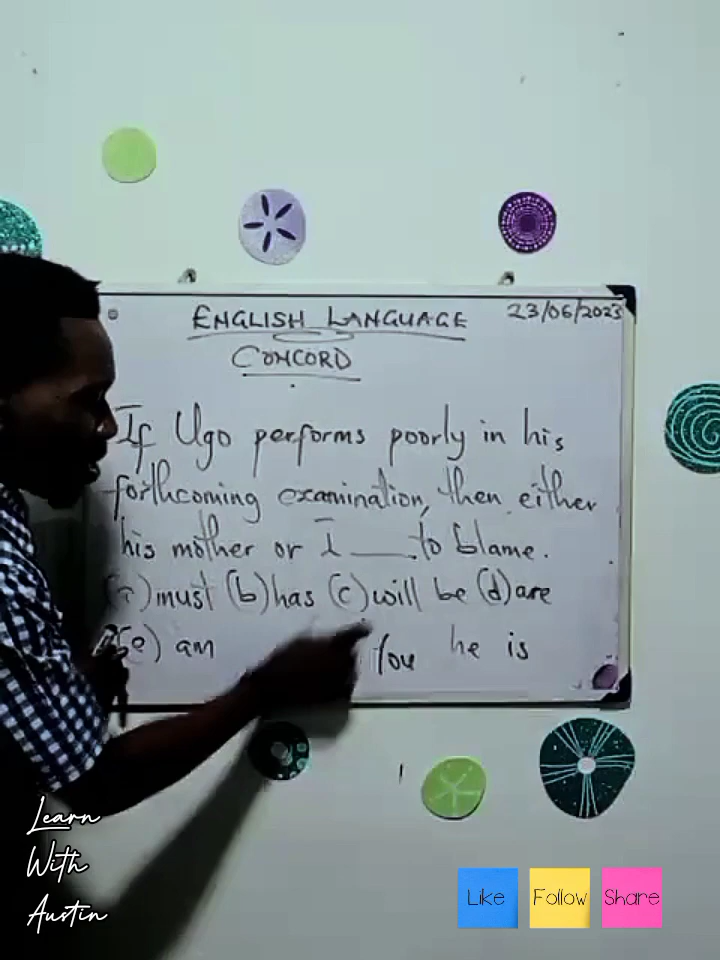 ENGLISH LANGUAGE 23/06/2023
CONCORD
If Ugo performs poorly in his
forthcoming examination, then either
his mother or I ____ to blame.
(a) must (b) has (c) will be (d) are
(e) am You he is
Learn
With
Austin
Like Follow Share